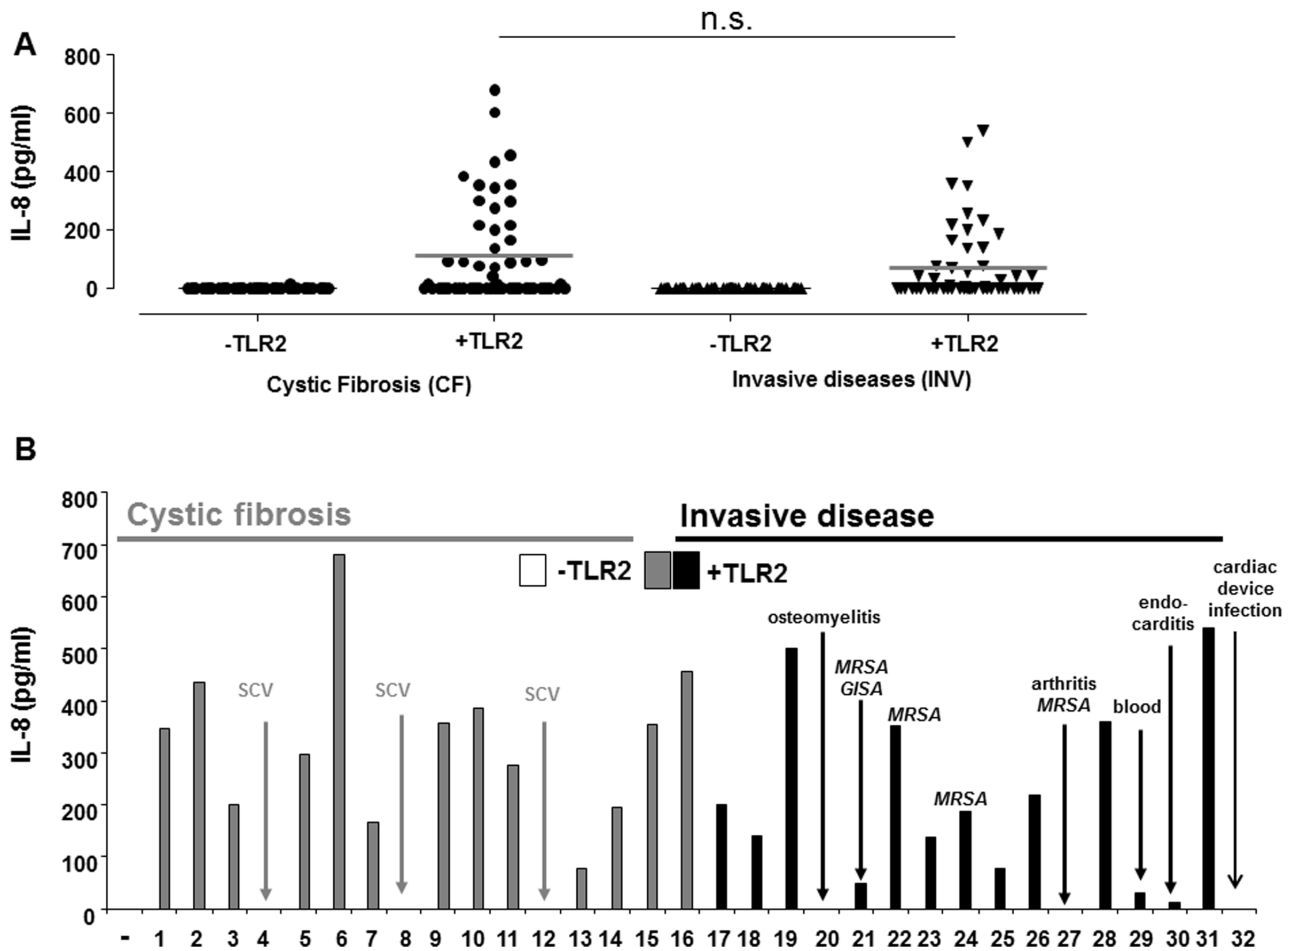 n.s.
A
800
600
400
200
0
IL-8 (pg/ml)
-TLR2
+TLR2
-TLR2
+TLR2
Cystic Fibrosis (CF)
Invasive diseases (INV)
B
800
700
600
500
400
300
200
100
0
IL-8 (pg/ml)
Cystic fibrosis
Invasive disease
-TLR2
+TLR2
SCV
SCV
SCV
osteomyelitis
MRSA
GISA
MRSA
MRSA
arthritis
MRSA
blood
endo-
carditis
cardiac
device
infection
- 1 2 3 4 5 6 7 8 9 10 11 12 13 14 15 16 17 18 19 20 21 22 23 24 25 26 27 28 29 30 31 32